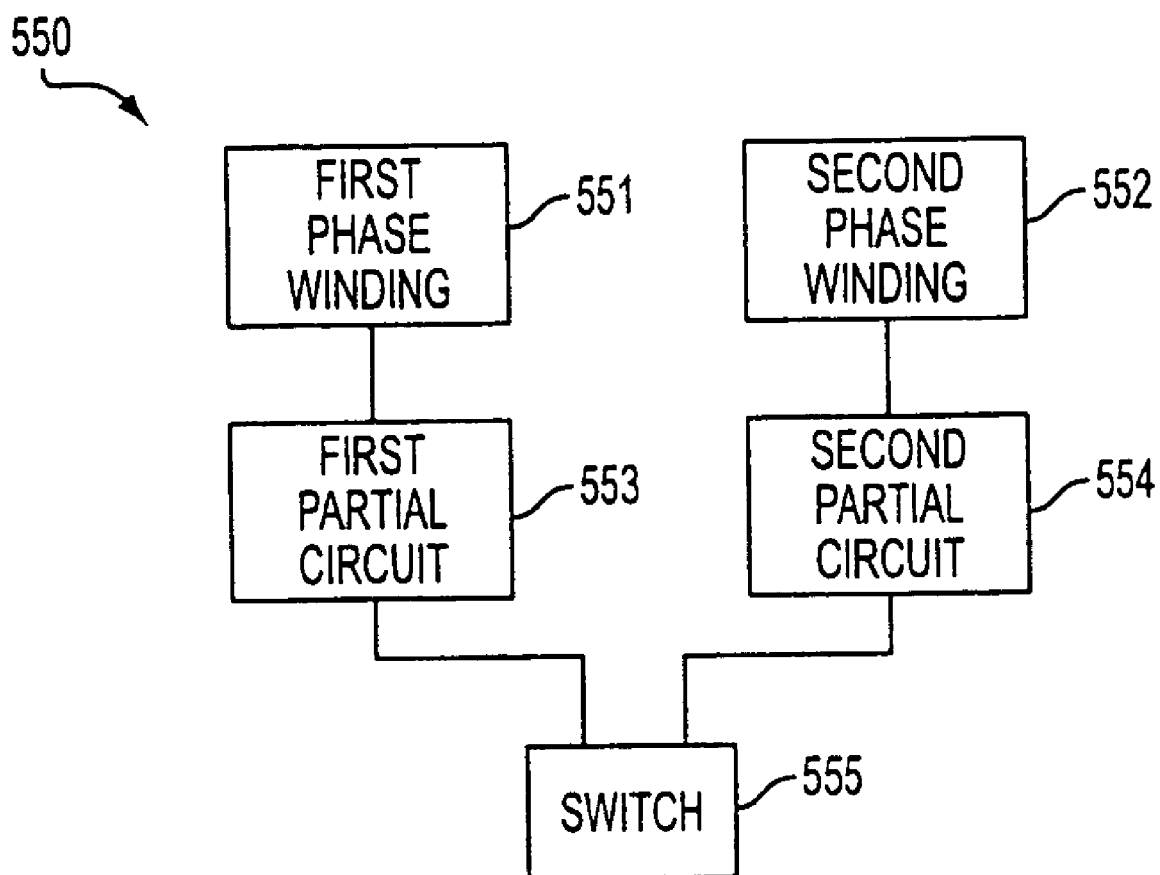 550
FIRST
PHASE
WINDING
551
SECOND
PHASE
WINDING
552
FIRST
PARTIAL
CIRCUIT
553
SECOND
PARTIAL
CIRCUIT
554
SWITCH
555